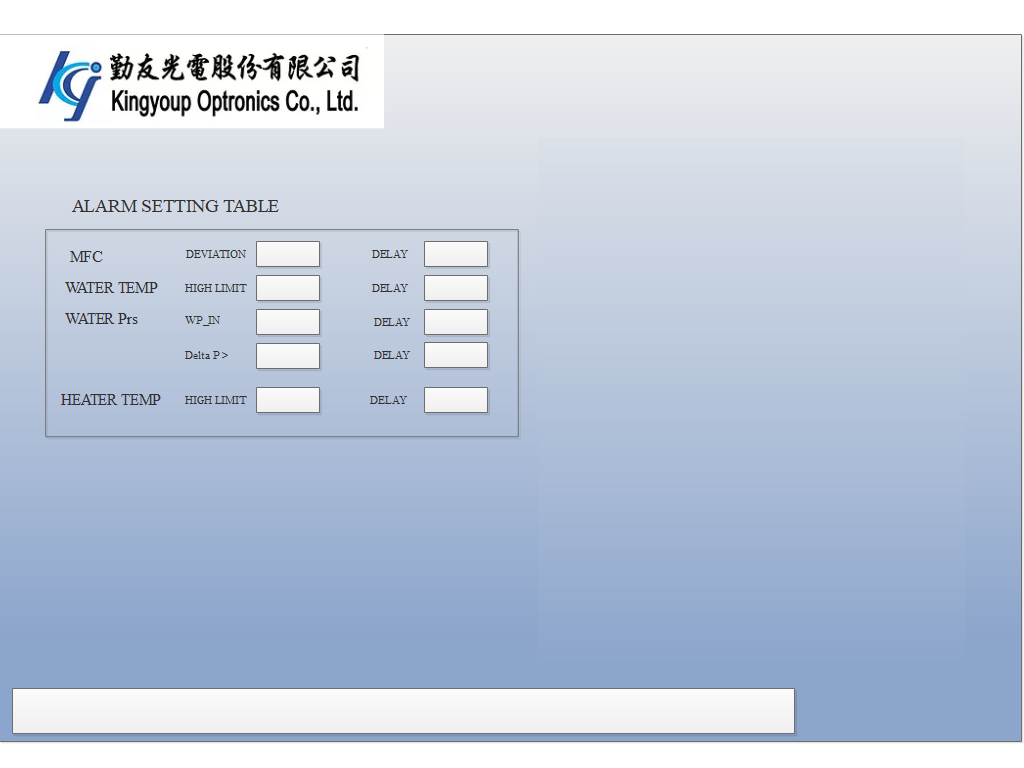 勤友光電股份有限公司
Kingyoup Optronics Co., Ltd.
ALARM SETTING TABLE
MFC DEVIATION DELAY
WATER TEMP HIGH LIMIT DELAY
WATER Prs WP_IN DELAY
Delta P > DELAY
HEATER TEMP HIGH LIMIT DELAY